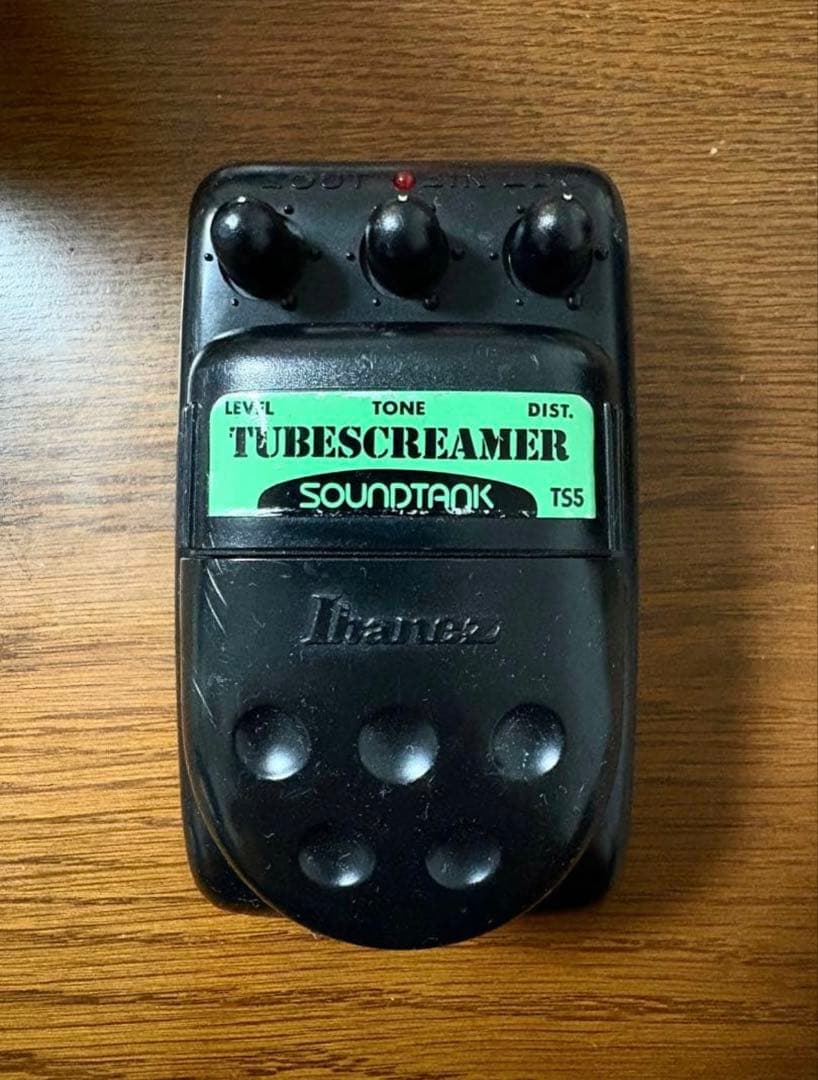 LEVEL TONE DIST.
TUBESCREAMER
SOUNDTANK TS5
Ibanez